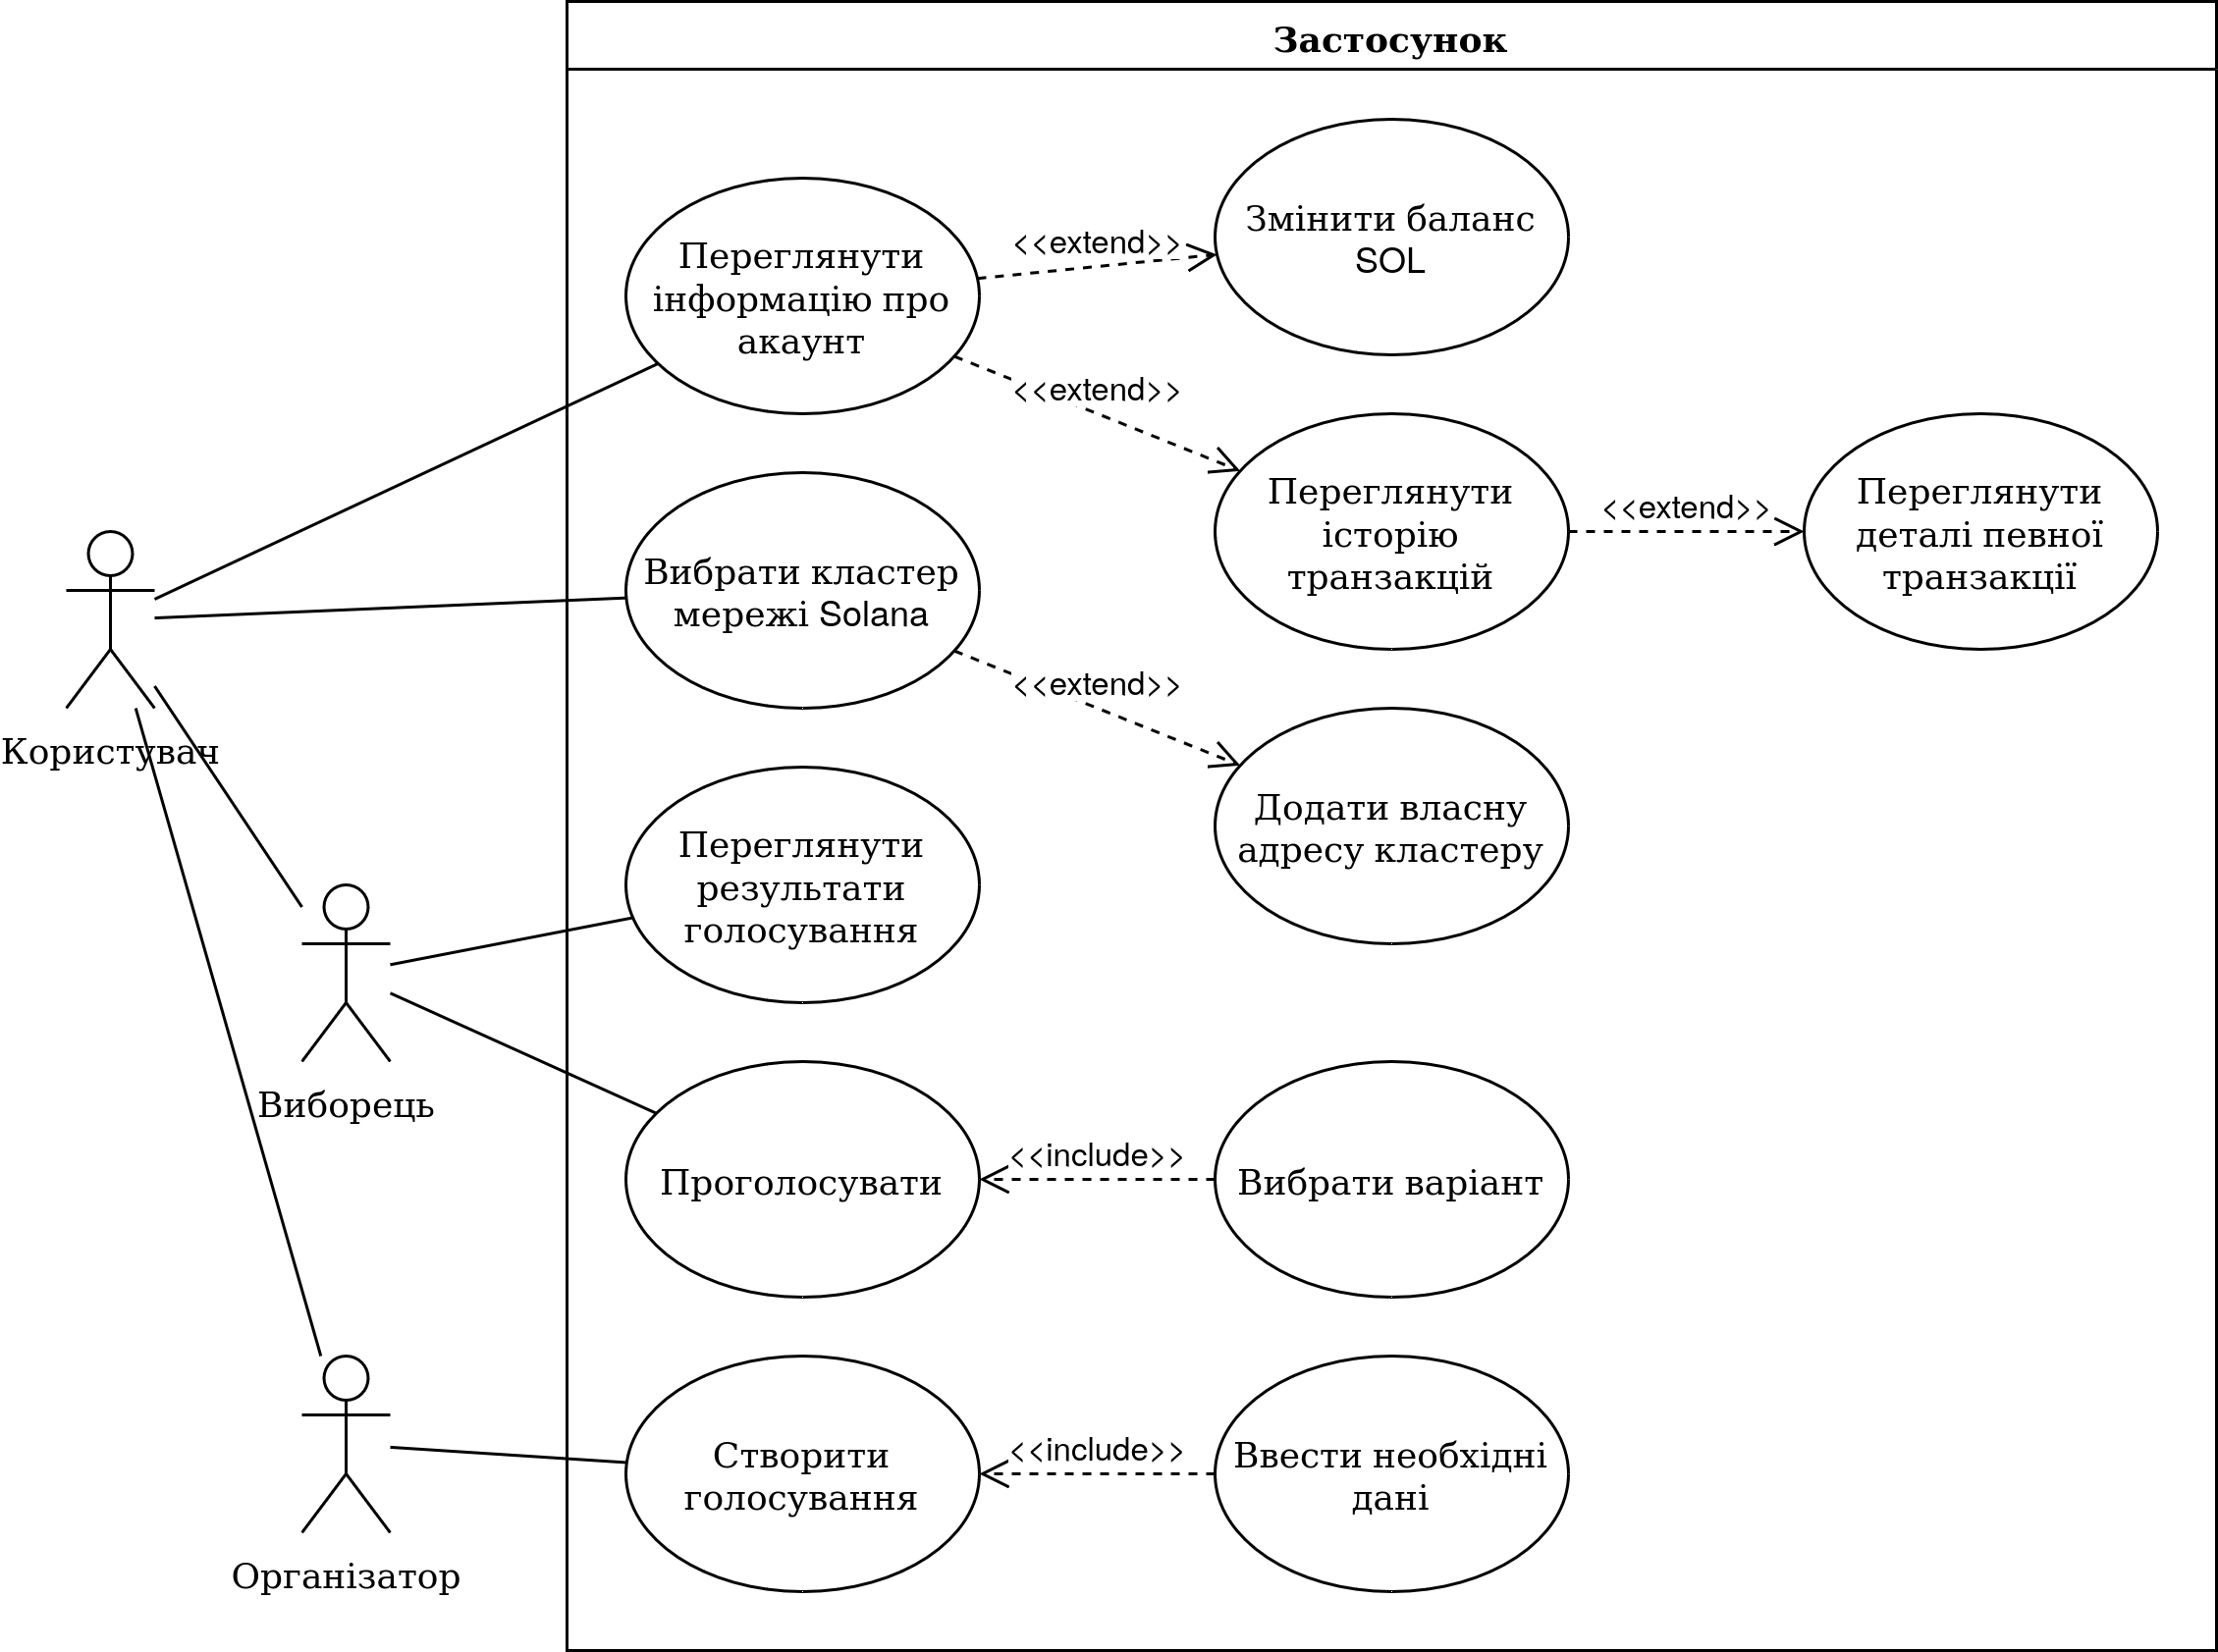 Застосунок
Змінити баланс
SOL
<<extend>>
Переглянути
інформацію про
акаунт
<<extend>>
Переглянути
історію
транзакцій
<<extend>>
Переглянути
деталі певної
транзакції
Вибрати кластер
мережі Solana
<<extend>>
Користувач
Додати власну
адресу кластеру
Переглянути
результати
голосування
Виборець
Проголосувати
<<include>>
Вибрати варіант
Створити
голосування
<<include>>
Ввести необхідні
дані
Організатор